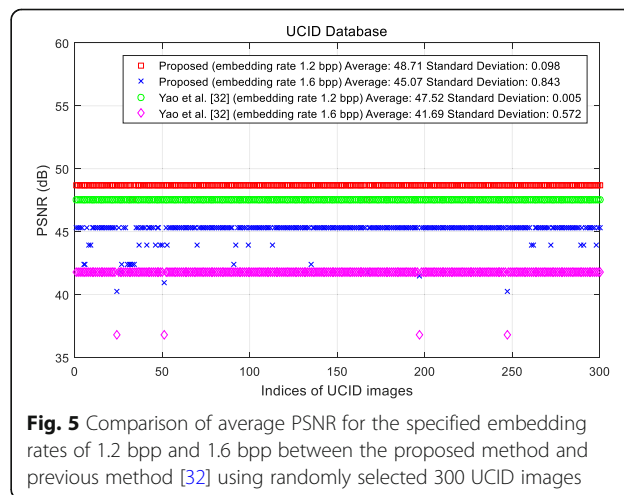 UCID Database
60
55
50
45
40
35
PSNR (dB)
Proposed (embedding rate 1.2 bpp) Average: 48.71 Standard Deviation: 0.098
Proposed (embedding rate 1.6 bpp) Average: 45.07 Standard Deviation: 0.843
Yao et al. [32] (embedding rate 1.2 bpp) Average: 47.52 Standard Deviation: 0.005
Yao et al. [32] (embedding rate 1.6 bpp) Average: 41.69 Standard Deviation: 0.572
0 50 100 150 200 250 300
Indices of UCID images
Fig. 5 Comparison of average PSNR for the specified embedding
rates of 1.2 bpp and 1.6 bpp between the proposed method and
previous method [32] using randomly selected 300 UCID images